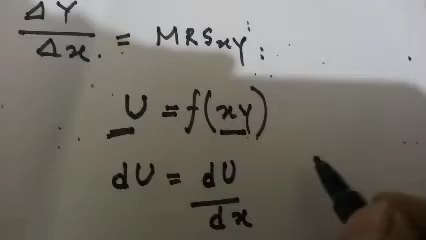 ΔY/Δx. = MRSxy.
U = f(xy)
dU = dU/dx